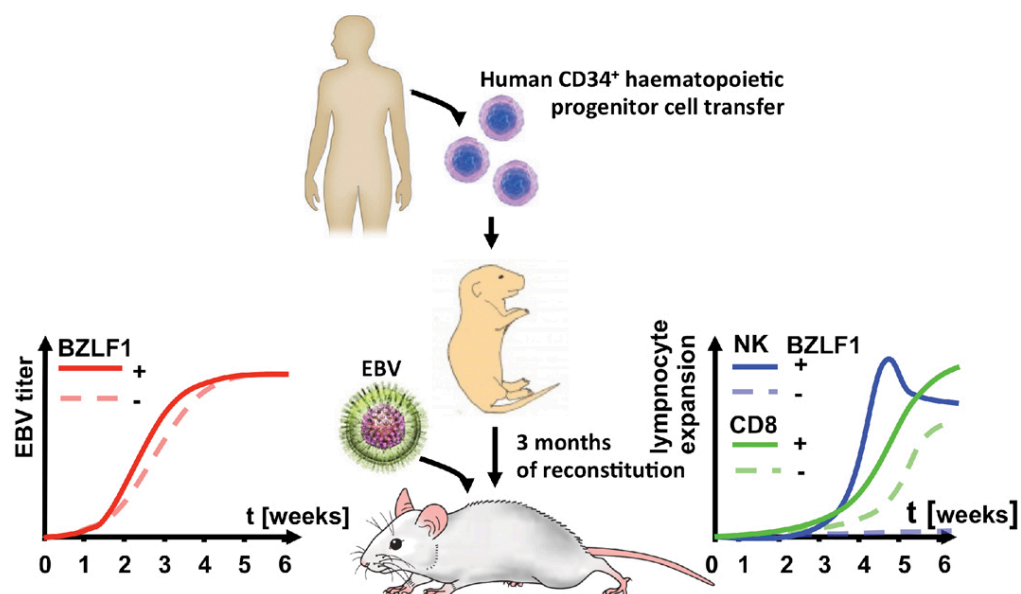 Human CD34⁺ haematopoietic
progenitor cell transfer
BZLF1
+
-
EBV titer
t [weeks]
0 1 2 3 4 5 6
EBV
3 months
of reconstitution
NK BZLF1
+
-
CD8
+
-
lympnocyte
expansion
t [weeks]
0 1 2 3 4 5 6